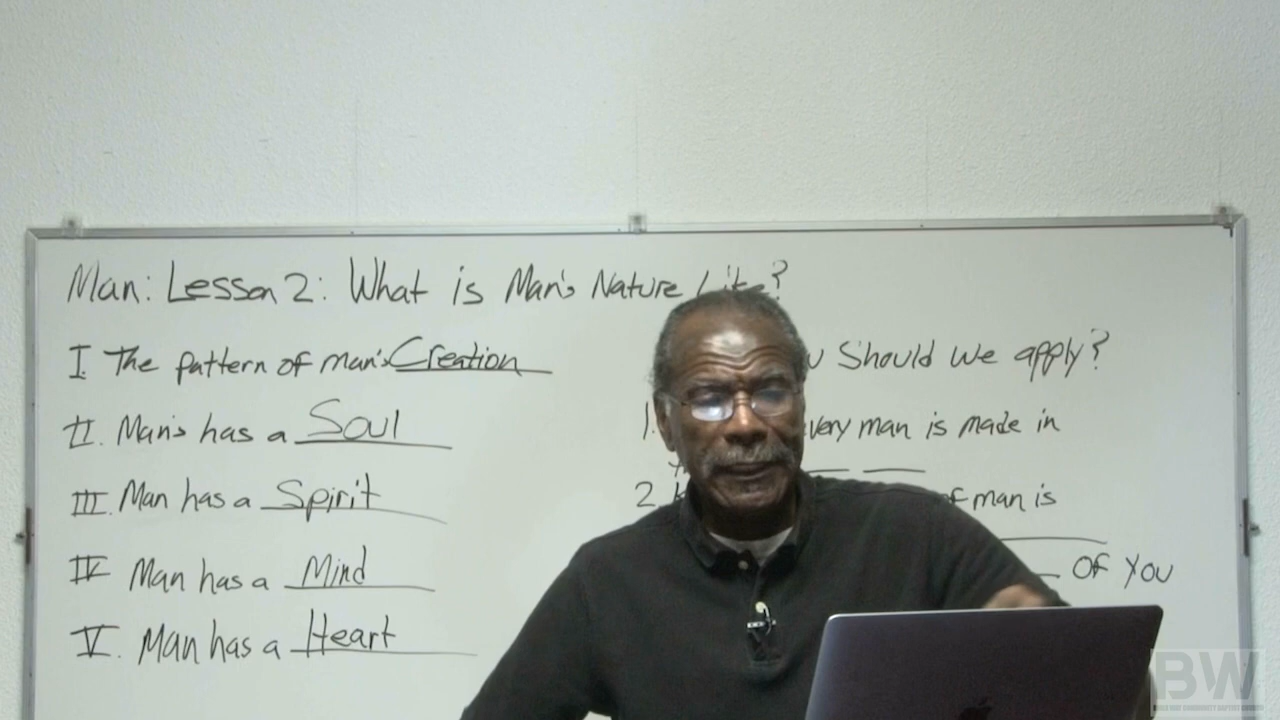 Man: Lesson 2: What is Man's Nature Like?
I. The pattern of man's Creation
II. Man's has a Soul
III. Man has a Spirit
IV Man has a Mind
V. Man has a Heart
Should we apply?
1. every man is made in
2. of man is
of you
BW